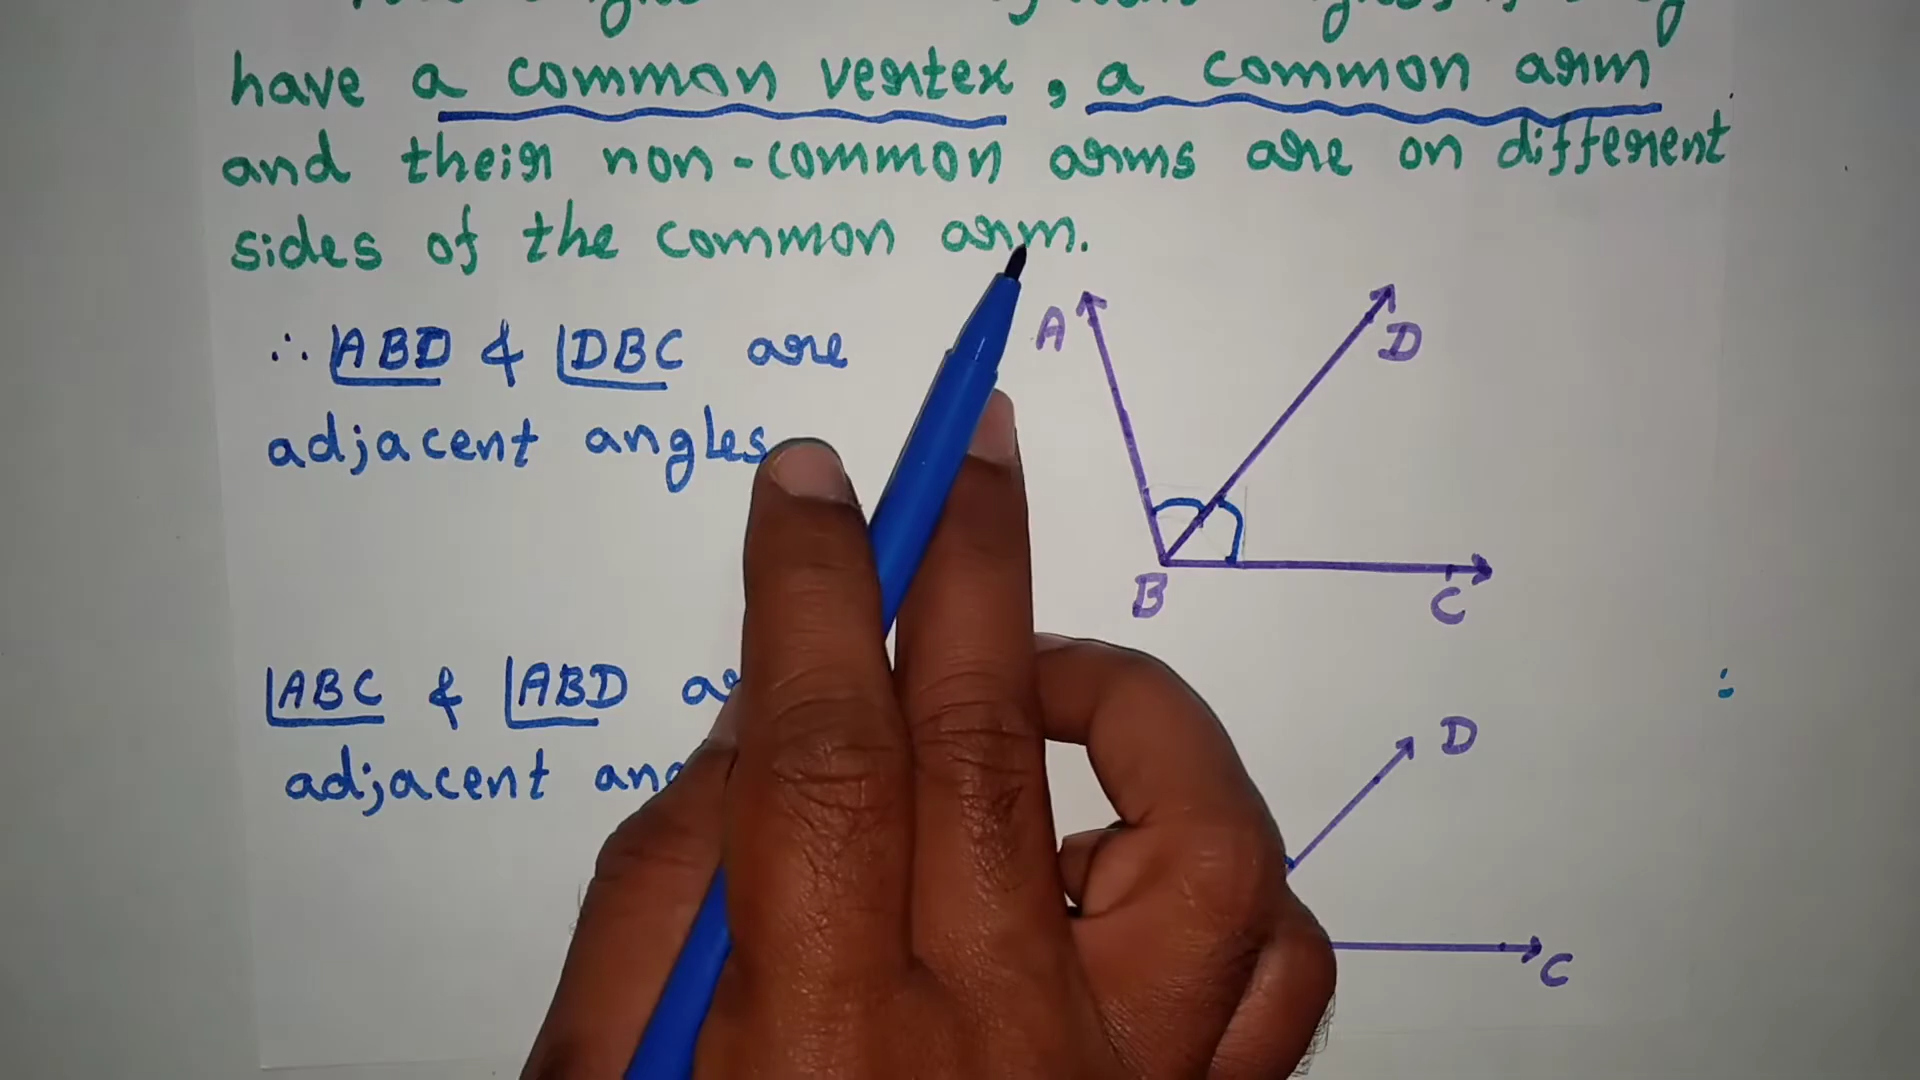 have a common vertex, a common arm
and their non-common arms are on different
sides of the common arm.
∴ ∠ABD & ∠DBC are
adjacent angles
A
D
B
C
∠ABC & ∠ABD
adjacent
D
C